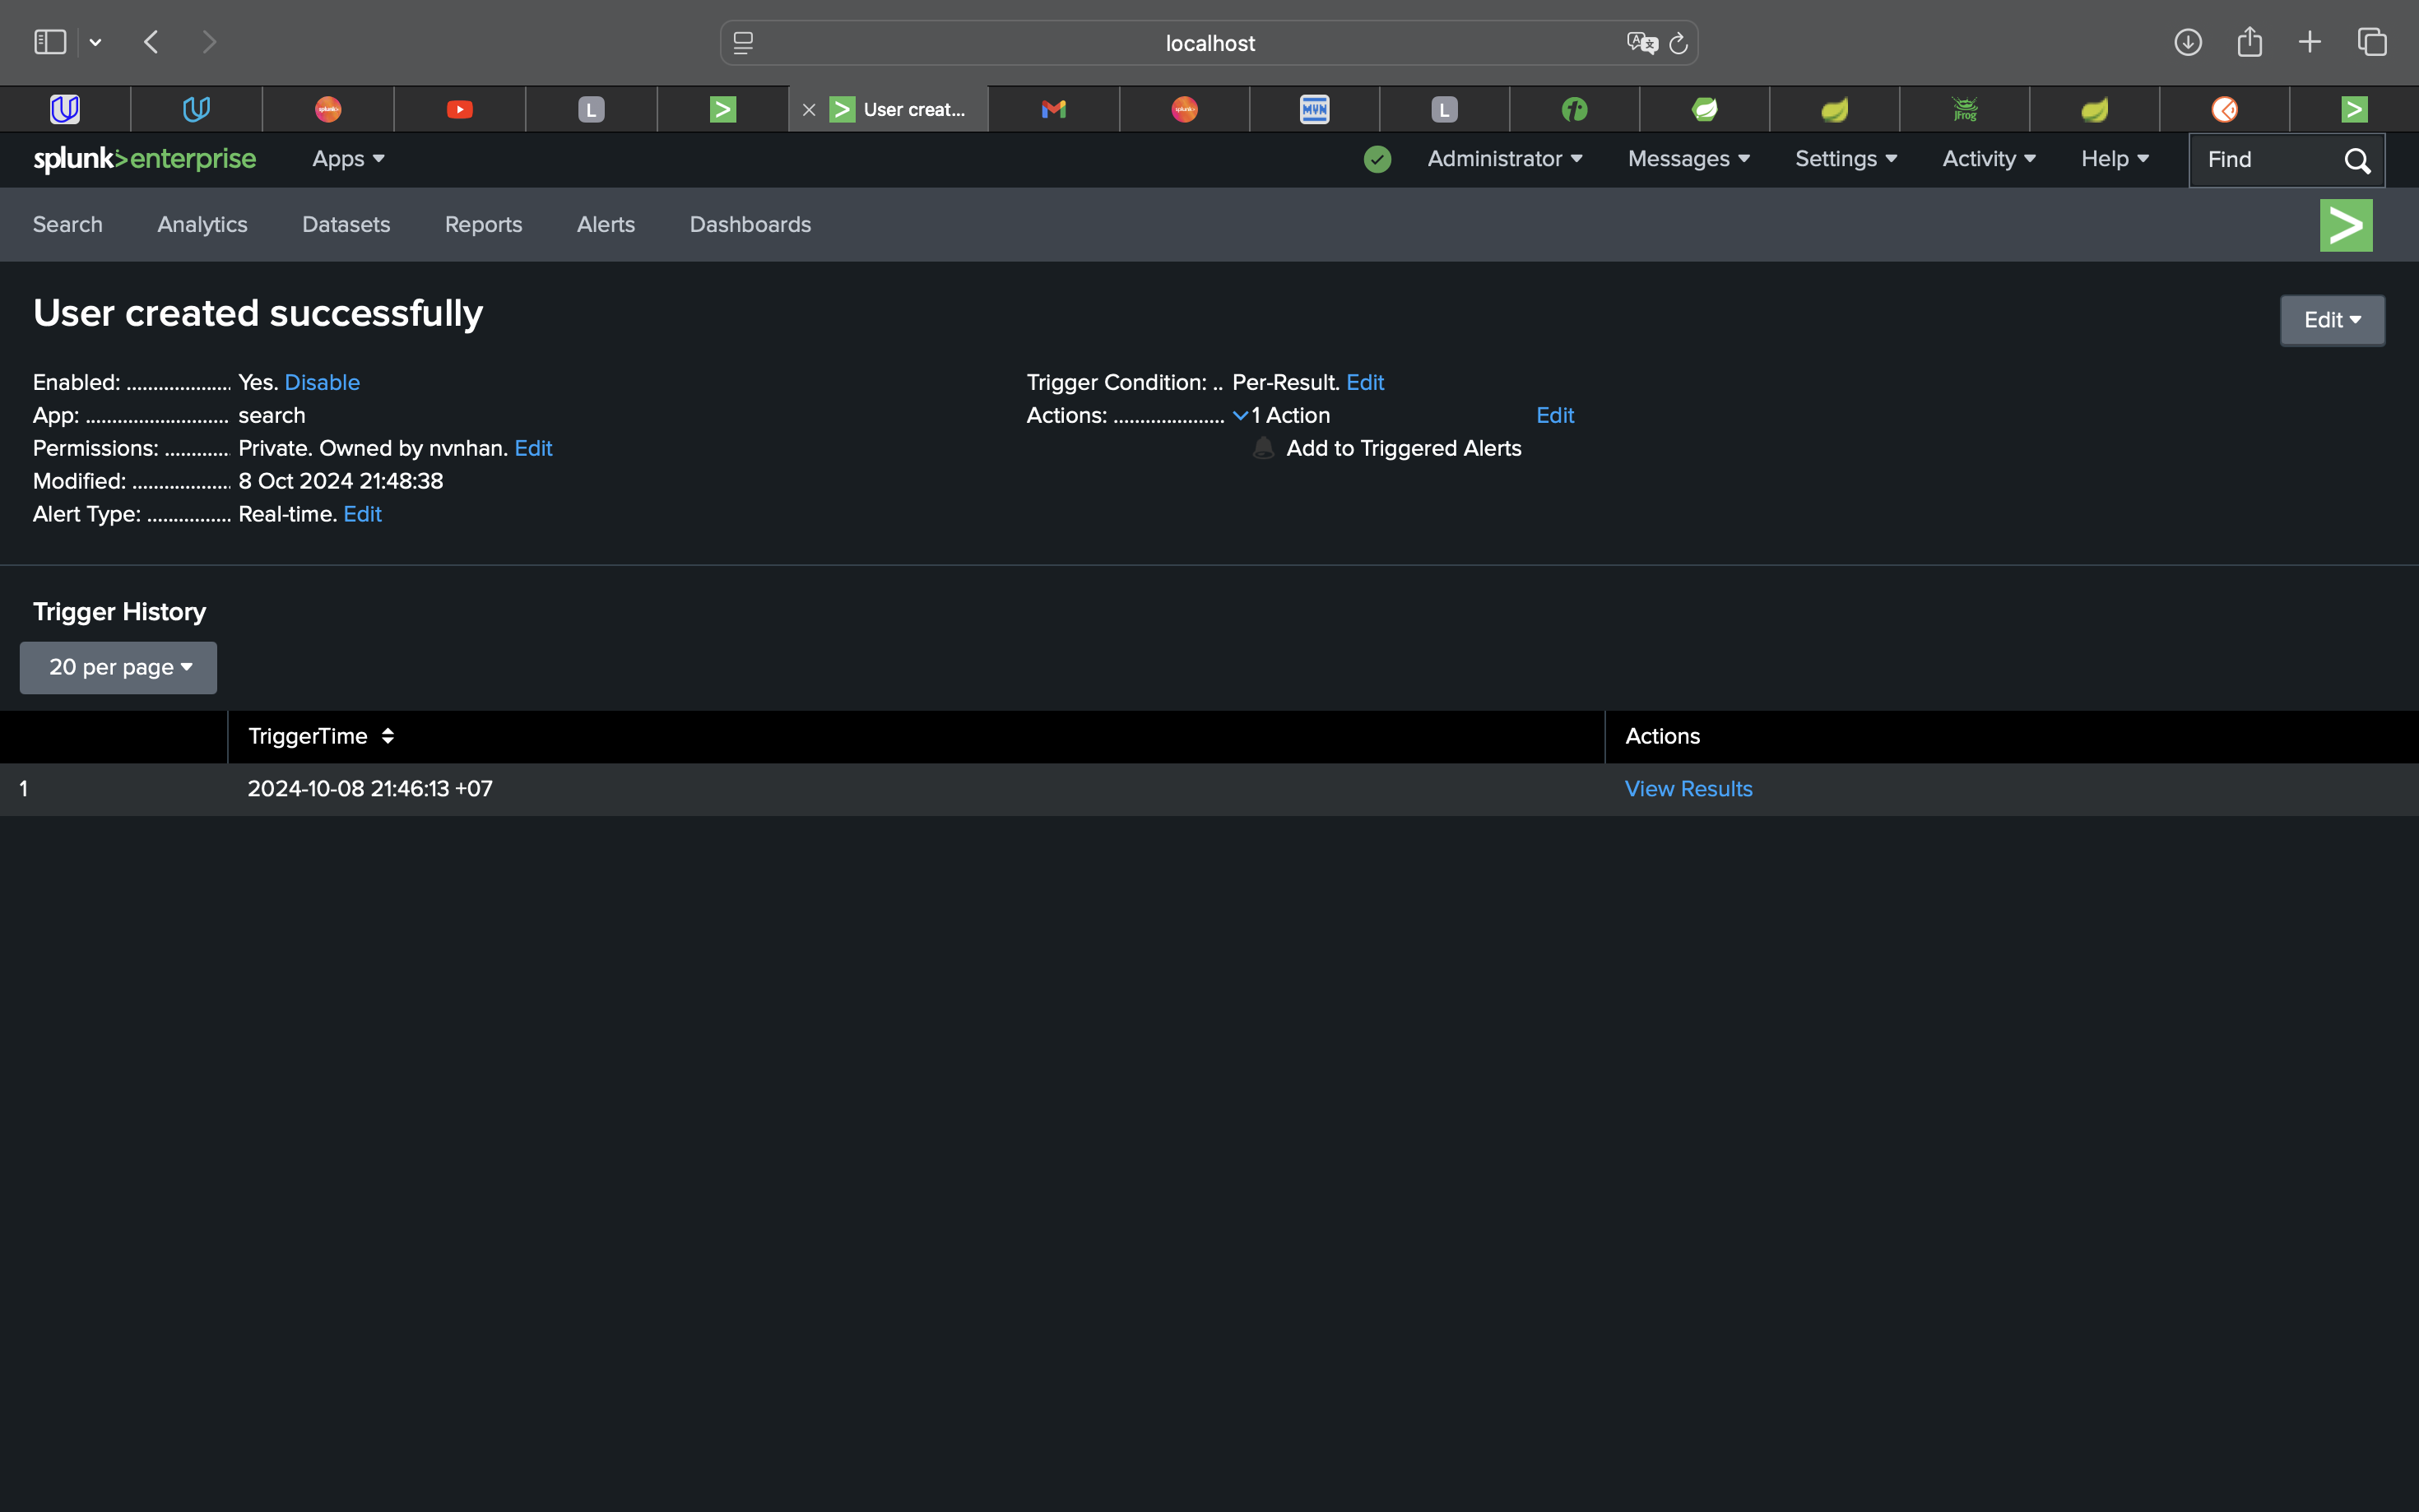 localhost
L
User creat...
MVN
L
JFrog
splunk>enterprise Apps Administrator Messages Settings Activity Help Find
Search Analytics Datasets Reports Alerts Dashboards
User created successfully
Edit
Enabled: .................... Yes. Disable
Trigger Condition: .. Per-Result. Edit
App: ........................... search
Actions: ..................... 1 Action Edit
Permissions: ............ Private. Owned by nvnhan. Edit
Add to Triggered Alerts
Modified: ................... 8 Oct 2024 21:48:38
Alert Type: ................ Real-time. Edit
Trigger History
20 per page
TriggerTime Actions
1 2024-10-08 21:46:13 +07 View Results